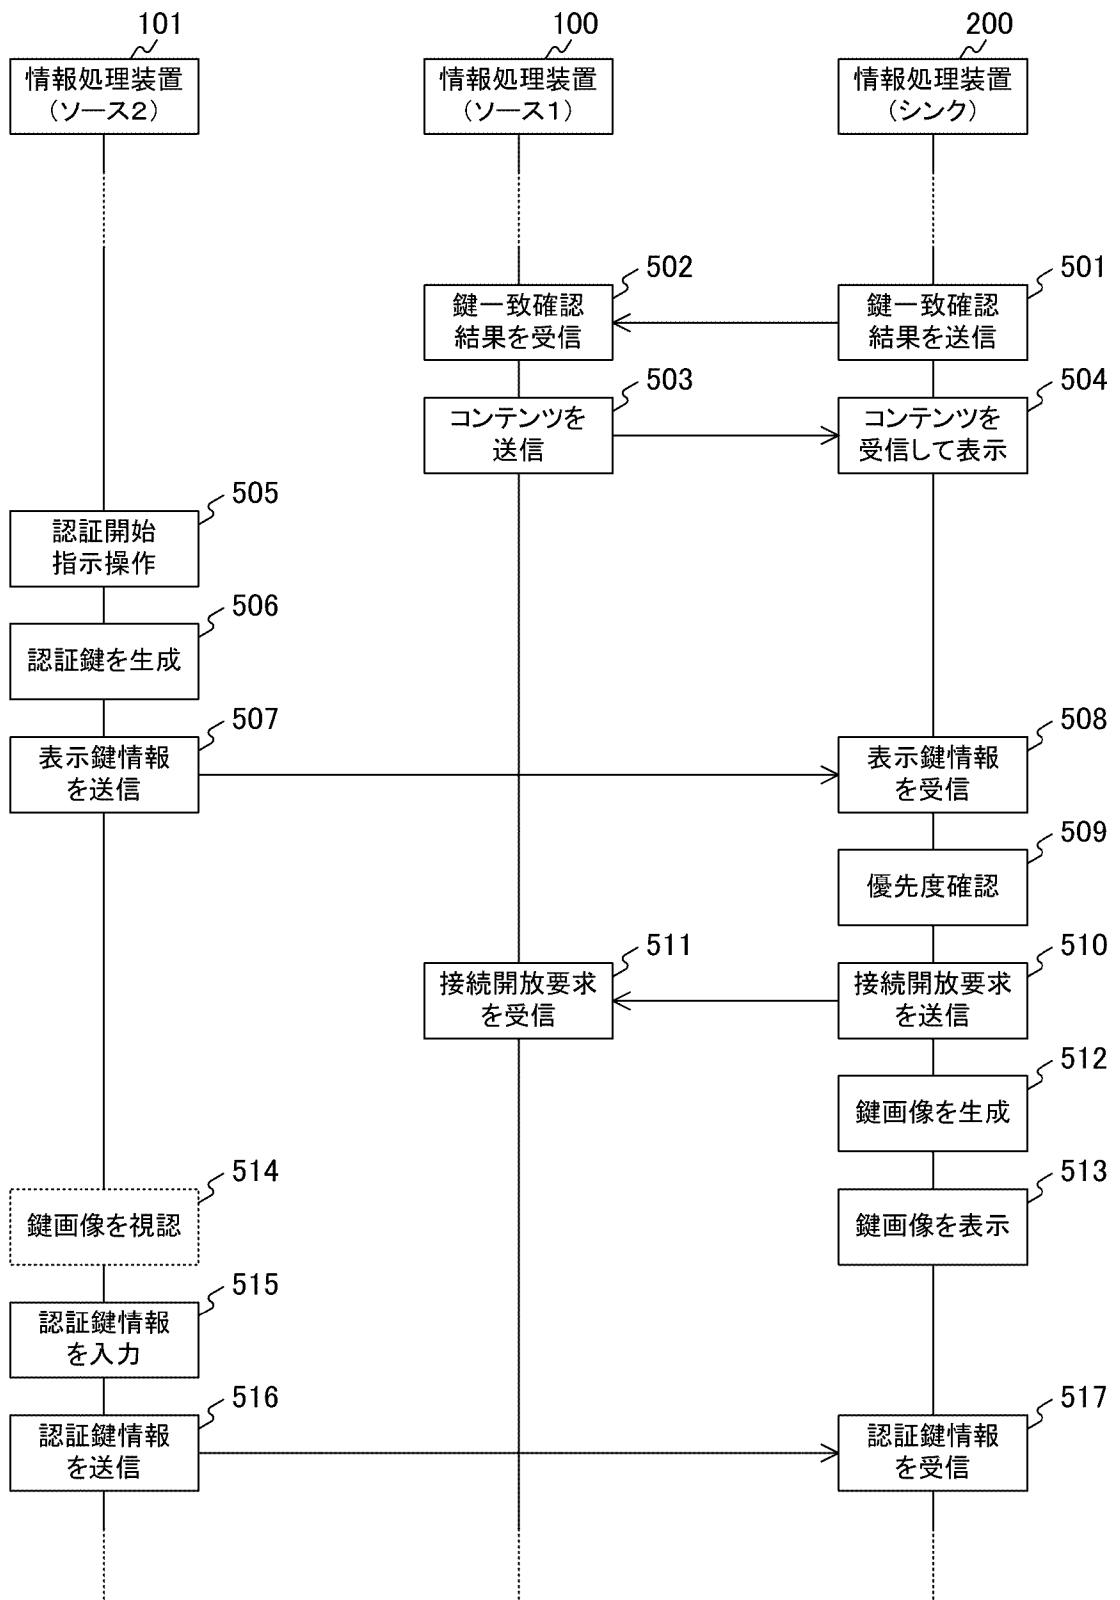 101
100
200
情報処理装置
(ソース2)
情報処理装置
(ソース1)
情報処理装置
(シンク)
502
501
鍵一致確認
結果を受信
鍵一致確認
結果を送信
503
504
コンテンツを
送信
コンテンツを
受信して表示
505
認証開始
指示操作
506
認証鍵を生成
507
508
表示鍵情報
を送信
表示鍵情報
を受信
509
優先度確認
511
510
接続開放要求
を受信
接続開放要求
を送信
512
鍵画像を生成
514
513
鍵画像を視認
鍵画像を表示
515
認証鍵情報
を入力
516
517
認証鍵情報
を送信
認証鍵情報
を受信